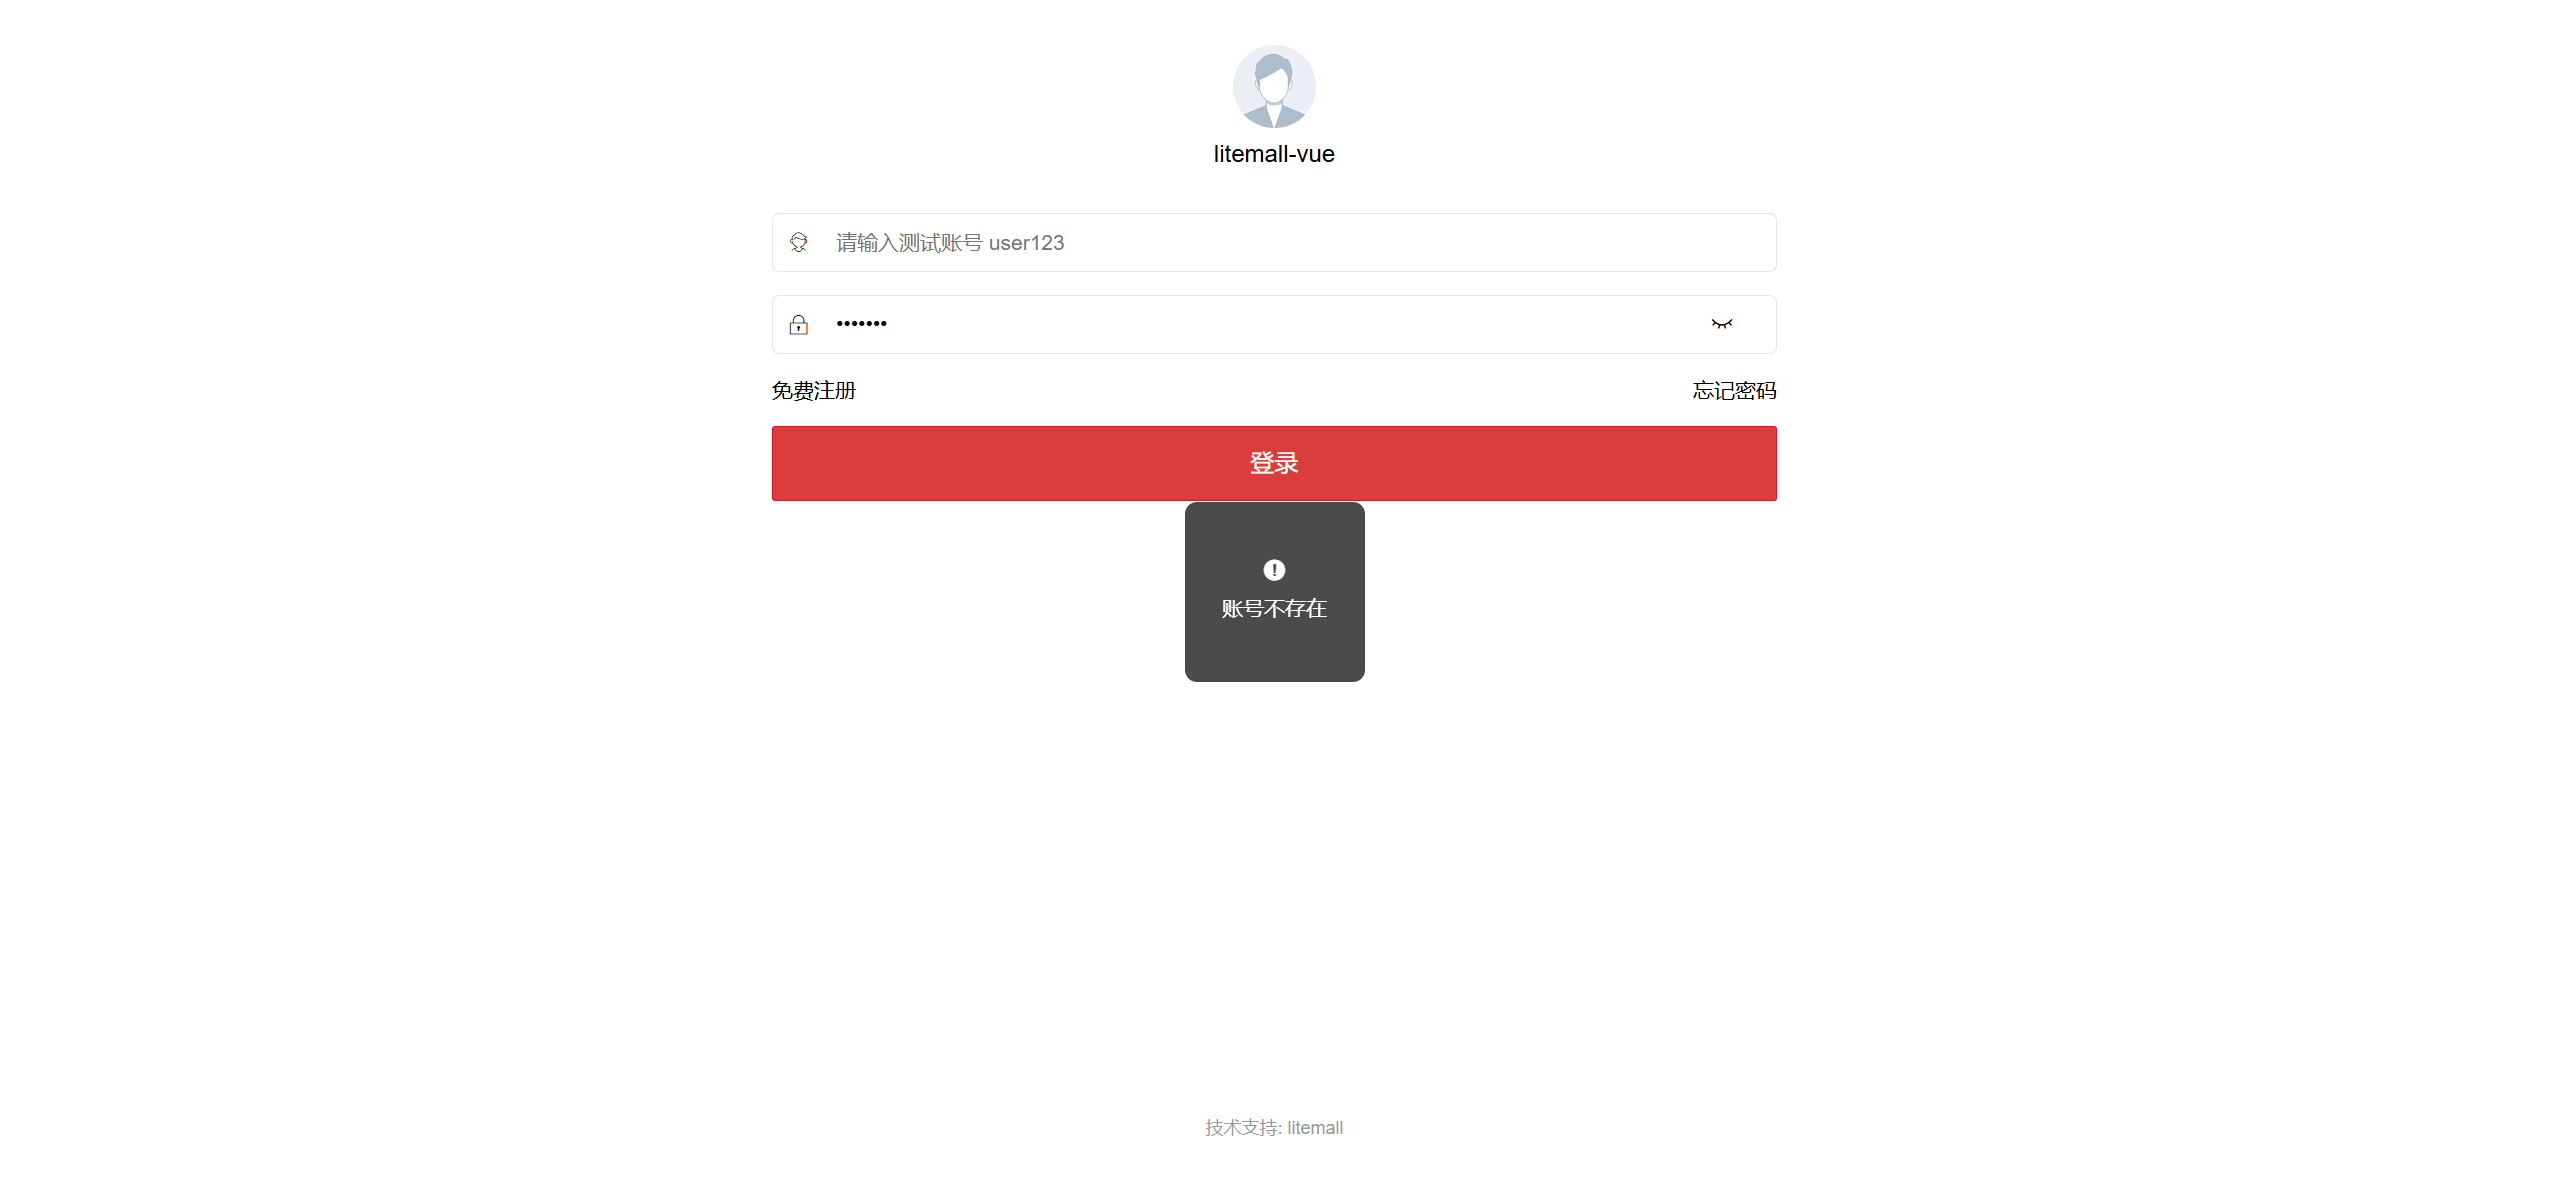 litemall-vue
请输入测试账号 user123
•••••••
免费注册
忘记密码
登录
账号不存在
技术支持: litemall